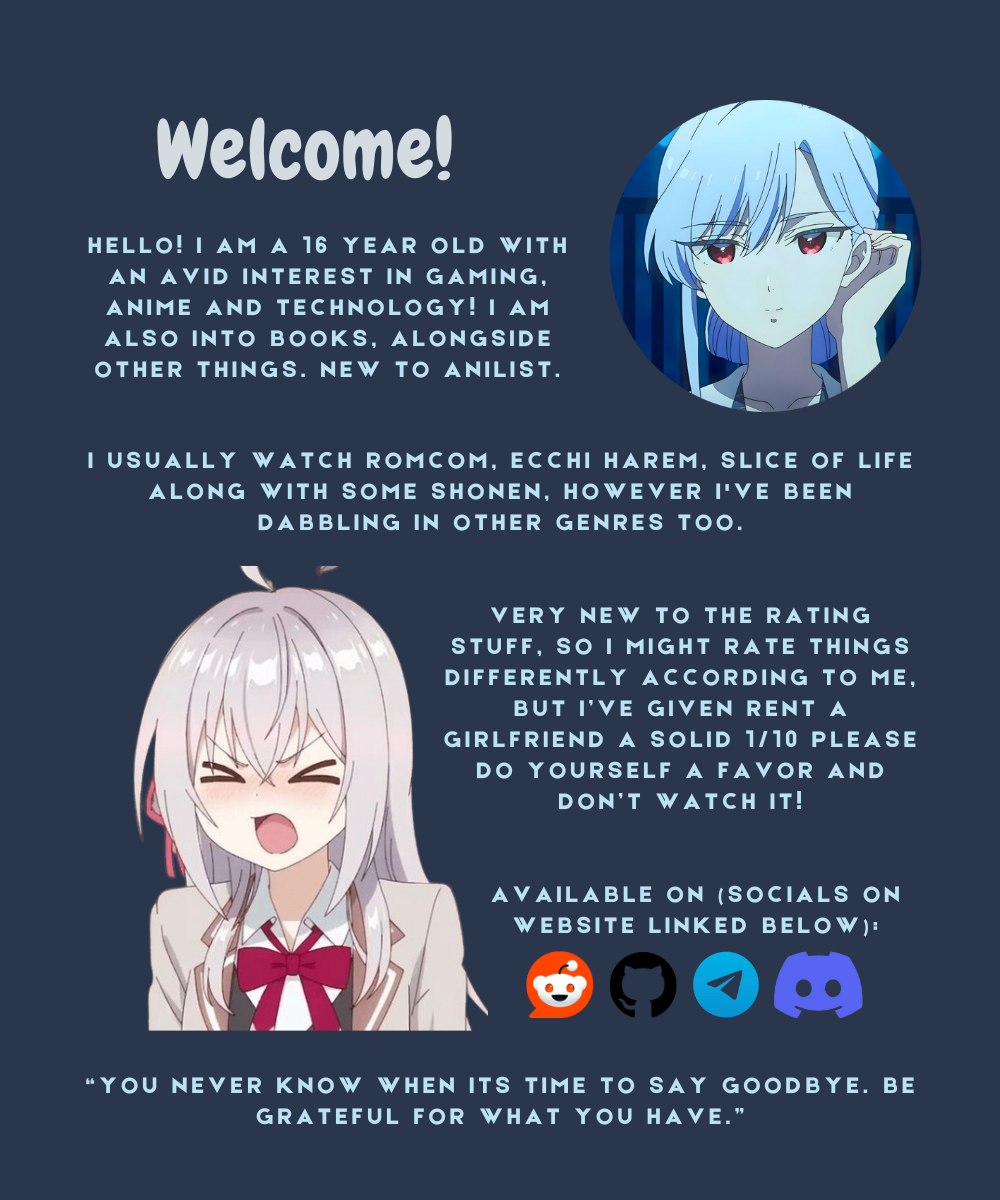 Welcome!
HELLO! I AM A 16 YEAR OLD WITH
AN AVID INTEREST IN GAMING,
ANIME AND TECHNOLOGY! I AM
ALSO INTO BOOKS, ALONGSIDE
OTHER THINGS. NEW TO ANILIST.
I USUALLY WATCH ROMCOM, ECCHI HAREM, SLICE OF LIFE
ALONG WITH SOME SHONEN, HOWEVER I'VE BEEN
DABBLING IN OTHER GENRES TOO.
VERY NEW TO THE RATING
STUFF, SO I MIGHT RATE THINGS
DIFFERENTLY ACCORDING TO ME,
BUT I'VE GIVEN RENT A
GIRLFRIEND A SOLID 1/10 PLEASE
DO YOURSELF A FAVOR AND
DON'T WATCH IT!
AVAILABLE ON (SOCIALS ON
WEBSITE LINKED BELOW):
"YOU NEVER KNOW WHEN ITS TIME TO SAY GOODBYE. BE
GRATEFUL FOR WHAT YOU HAVE."